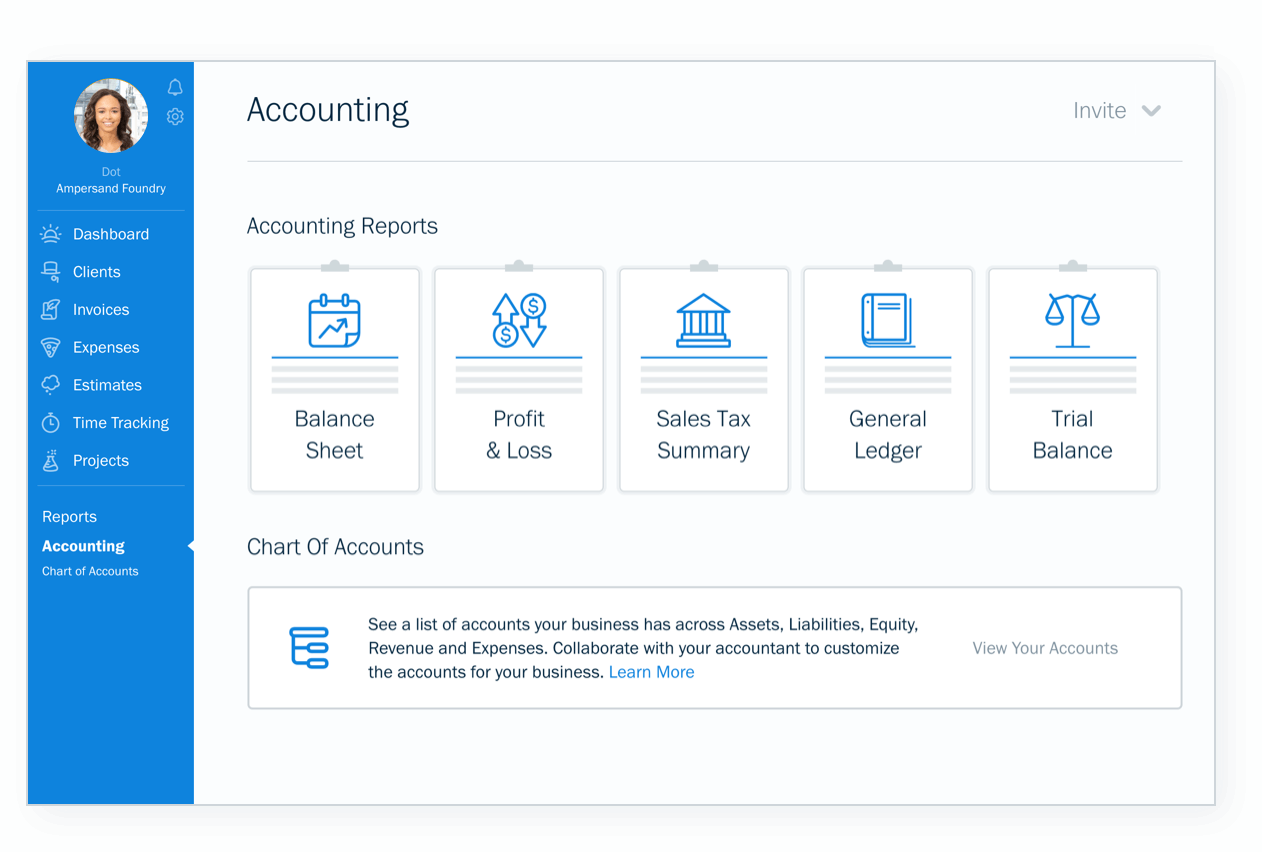 Dot
Ampersand Foundry
Dashboard
Clients
Invoices
Expenses
Estimates
Time Tracking
Projects
Reports
Accounting
Chart of Accounts
Accounting
Invite
Accounting Reports
Balance
Sheet
Profit
& Loss
Sales Tax
Summary
General
Ledger
Trial
Balance
Chart Of Accounts
See a list of accounts your business has across Assets, Liabilities, Equity,
Revenue and Expenses. Collaborate with your accountant to customize
the accounts for your business. Learn More
View Your Accounts